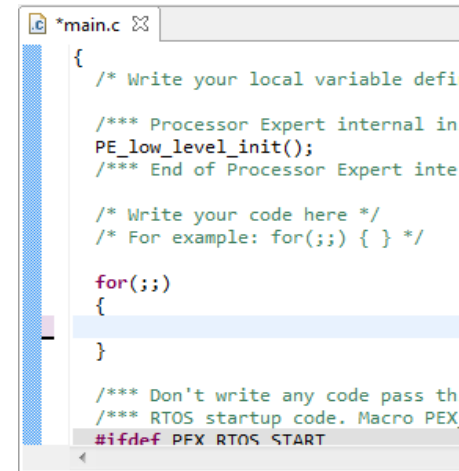 *main.c
{
/* Write your local variable defi
/*** Processor Expert internal in
PE_low_level_init();
/*** End of Processor Expert inte
/* Write your code here */
/* For example: for(;;) { } */
for(;;)
{
}
/*** Don't write any code pass th
/*** RTOS startup code. Macro PEX_
#ifdef PEX_RTOS_START